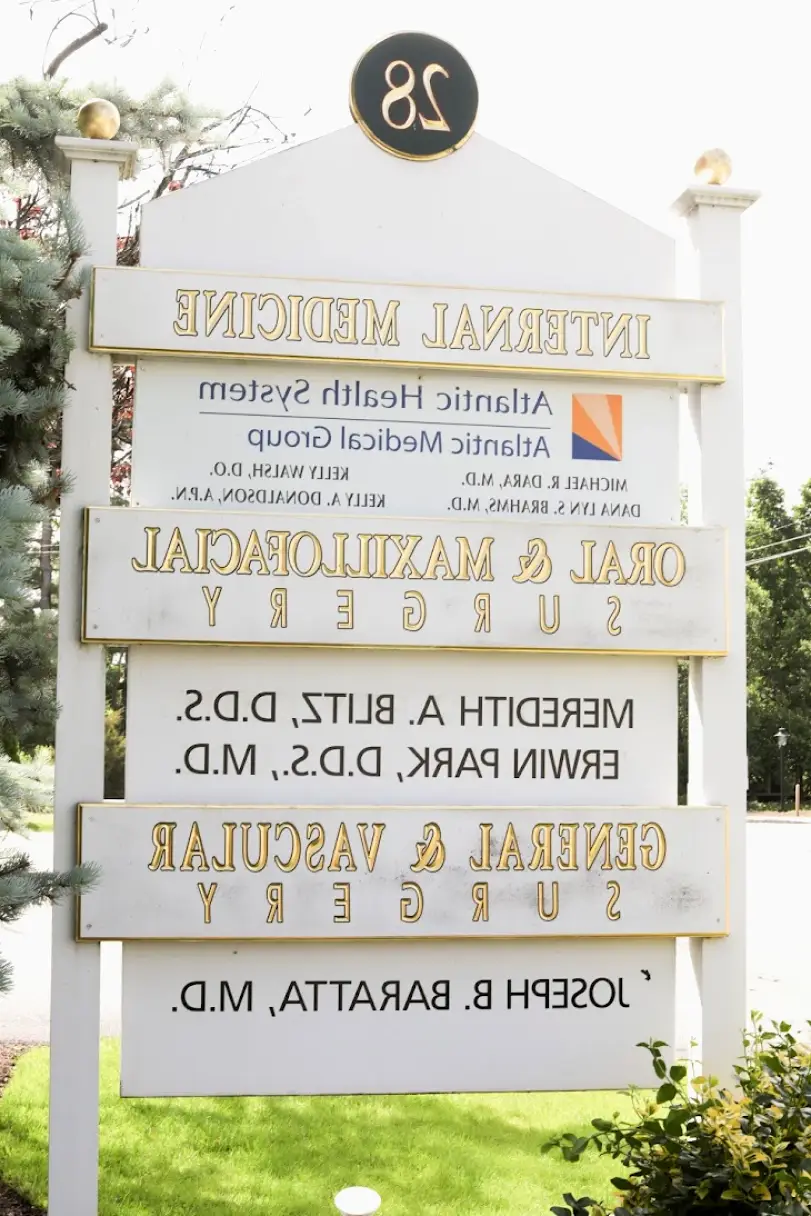 28
INTERNAL MEDICINE
Atlantic Health System
Atlantic Medical Group
MICHAEL R. DARA, M.D. KELLY WALSH, D.O.
DANA LYN S. BRAHMS, M.D. KELLY A. DONALDSON, A.P.N.
ORAL & MAXILLOFACIAL
SURGERY
MEREDITH A. BLITZ, D.D.S.
ERWIN PARK, D.D.S., M.D.
GENERAL & VASCULAR
SURGERY
JOSEPH B. BARATTA, M.D.